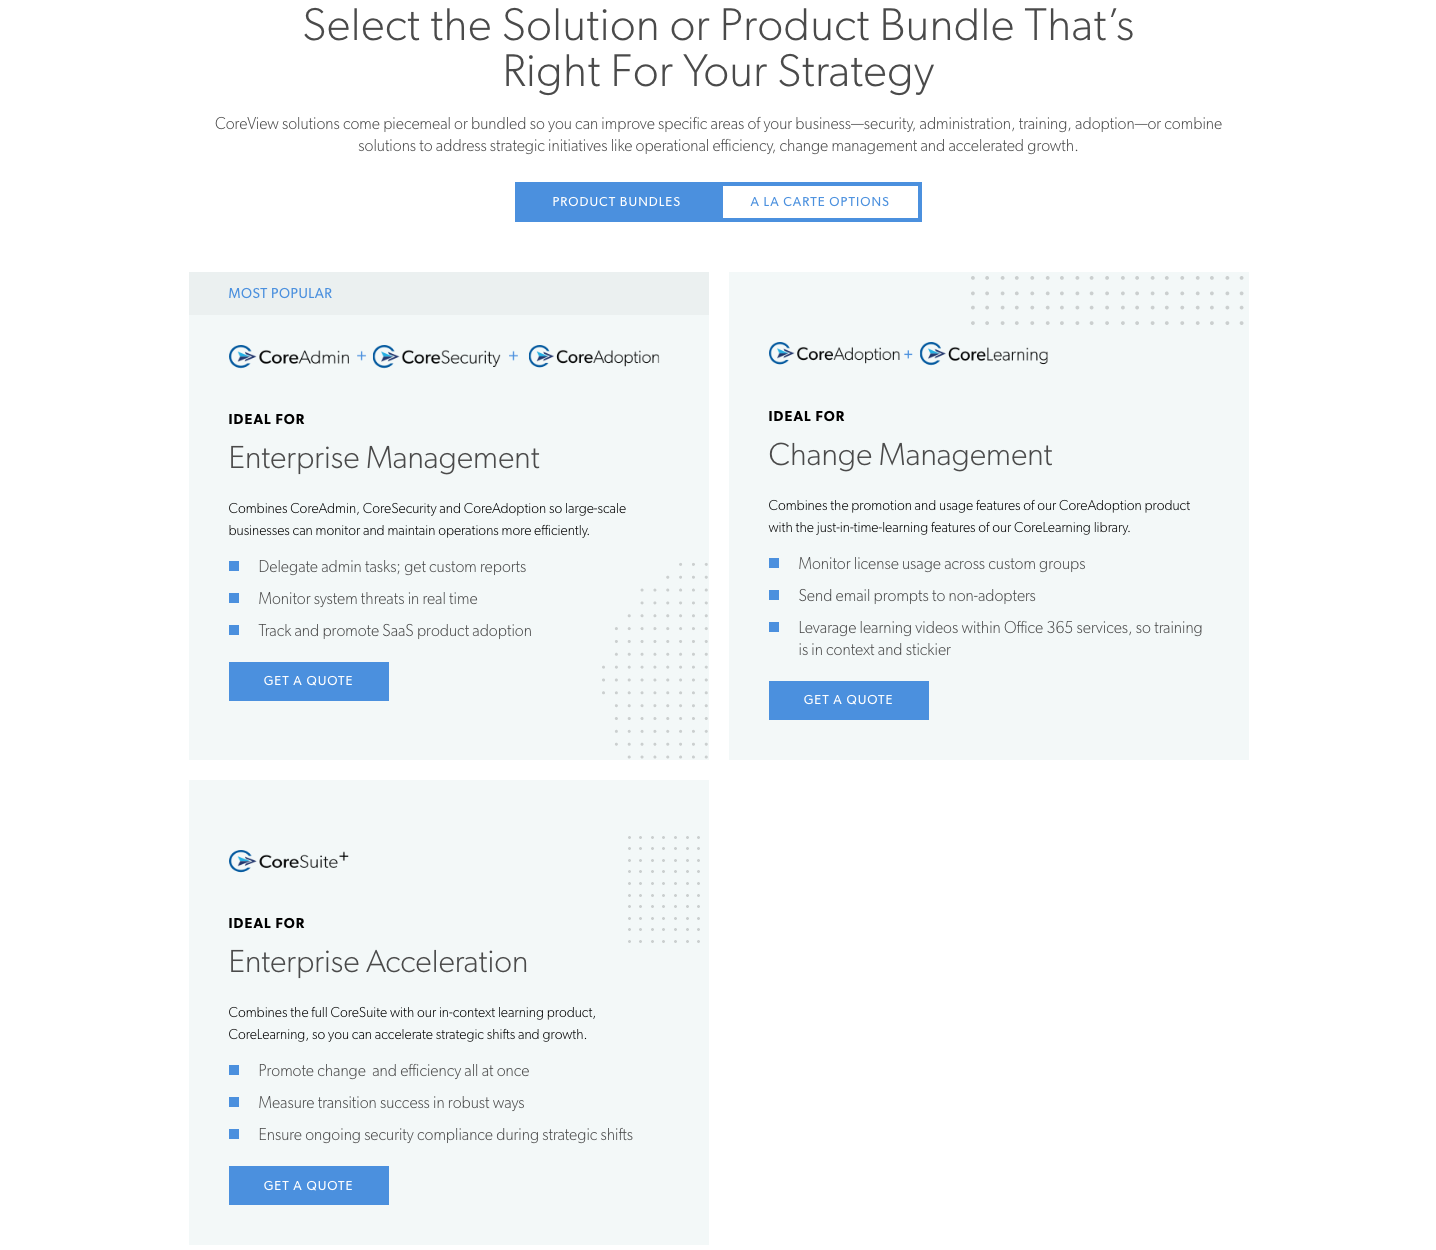 Select the Solution or Product Bundle That’s
Right For Your Strategy
CoreView solutions come piecemeal or bundled so you can improve specific areas of your business—security, administration, training, adoption—or combine
solutions to address strategic initiatives like operational efficiency, change management and accelerated growth.
PRODUCT BUNDLES
A LA CARTE OPTIONS
MOST POPULAR
CoreAdmin + CoreSecurity + CoreAdoption
IDEAL FOR
Enterprise Management
Combines CoreAdmin, CoreSecurity and CoreAdoption so large-scale
businesses can monitor and maintain operations more efficiently.
Delegate admin tasks; get custom reports
Monitor system threats in real time
Track and promote SaaS product adoption
GET A QUOTE
CoreAdoption + CoreLearning
IDEAL FOR
Change Management
Combines the promotion and usage features of our CoreAdoption product
with the just-in-time-learning features of our CoreLearning library.
Monitor license usage across custom groups
Send email prompts to non-adopters
Levarage learning videos within Office 365 services, so training
is in context and stickier
GET A QUOTE
CoreSuite+
IDEAL FOR
Enterprise Acceleration
Combines the full CoreSuite with our in-context learning product,
CoreLearning, so you can accelerate strategic shifts and growth.
Promote change  and efficiency all at once
Measure transition success in robust ways
Ensure ongoing security compliance during strategic shifts
GET A QUOTE